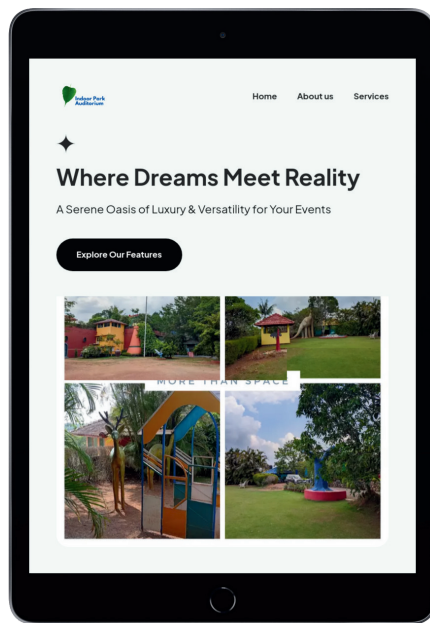 Indoor Park
Auditorium
Home About us Services
Where Dreams Meet Reality
A Serene Oasis of Luxury & Versatility for Your Events
Explore Our Features
MORE THAN SPACE